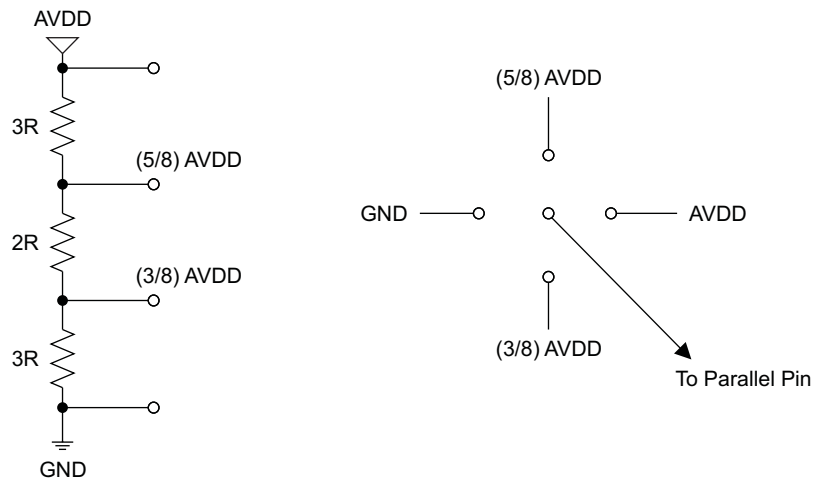 AVDD
3R
(5/8) AVDD
2R
(3/8) AVDD
3R
GND
(5/8) AVDD
GND
AVDD
(3/8) AVDD
To Parallel Pin